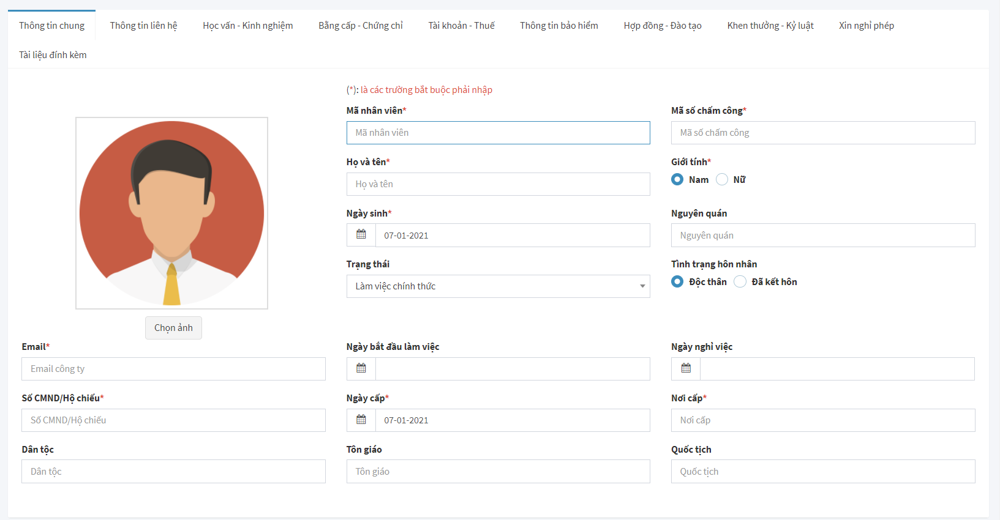 Thông tin chung Thông tin liên hệ Học vấn - Kinh nghiệm Bằng cấp - Chứng chỉ Tài khoản - Thuế Thông tin bảo hiểm Hợp đồng - Đào tạo Khen thưởng - Kỷ luật Xin nghỉ phép
Tài liệu đính kèm
(*): là các trường bắt buộc phải nhập
Mã nhân viên* Mã số chấm công*
Mã nhân viên Mã số chấm công
Họ và tên* Giới tính*
Họ và tên Nam Nữ
Ngày sinh* Nguyên quán
07-01-2021 Nguyên quán
Trạng thái Tình trạng hôn nhân
Làm việc chính thức Độc thân Đã kết hôn
Chọn ảnh
Email* Ngày bắt đầu làm việc Ngày nghỉ việc
Email công ty
Số CMND/Hộ chiếu* Ngày cấp* Nơi cấp*
Số CMND/Hộ chiếu 07-01-2021 Nơi cấp
Dân tộc Tôn giáo Quốc tịch
Dân tộc Tôn giáo Quốc tịch